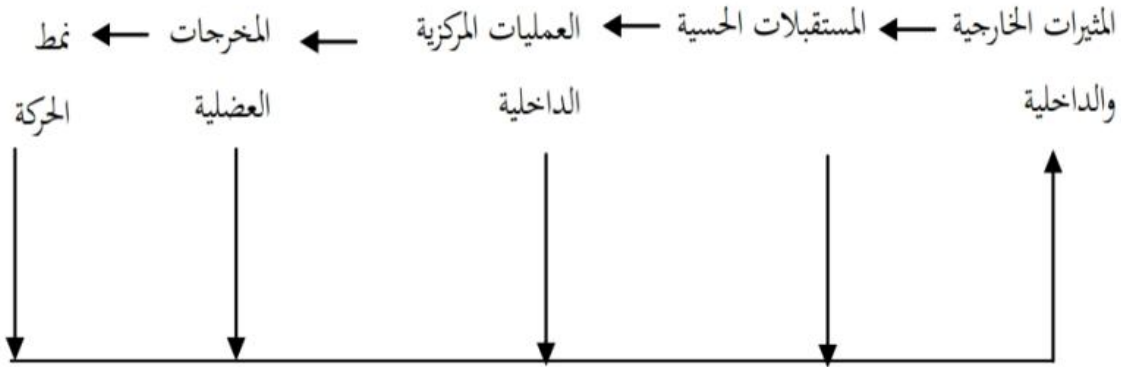 المثيرات الخارجية المستقبلات الحسية العمليات المركزية المخرجات نمط
والداخلية الداخلية العضلية الحركة